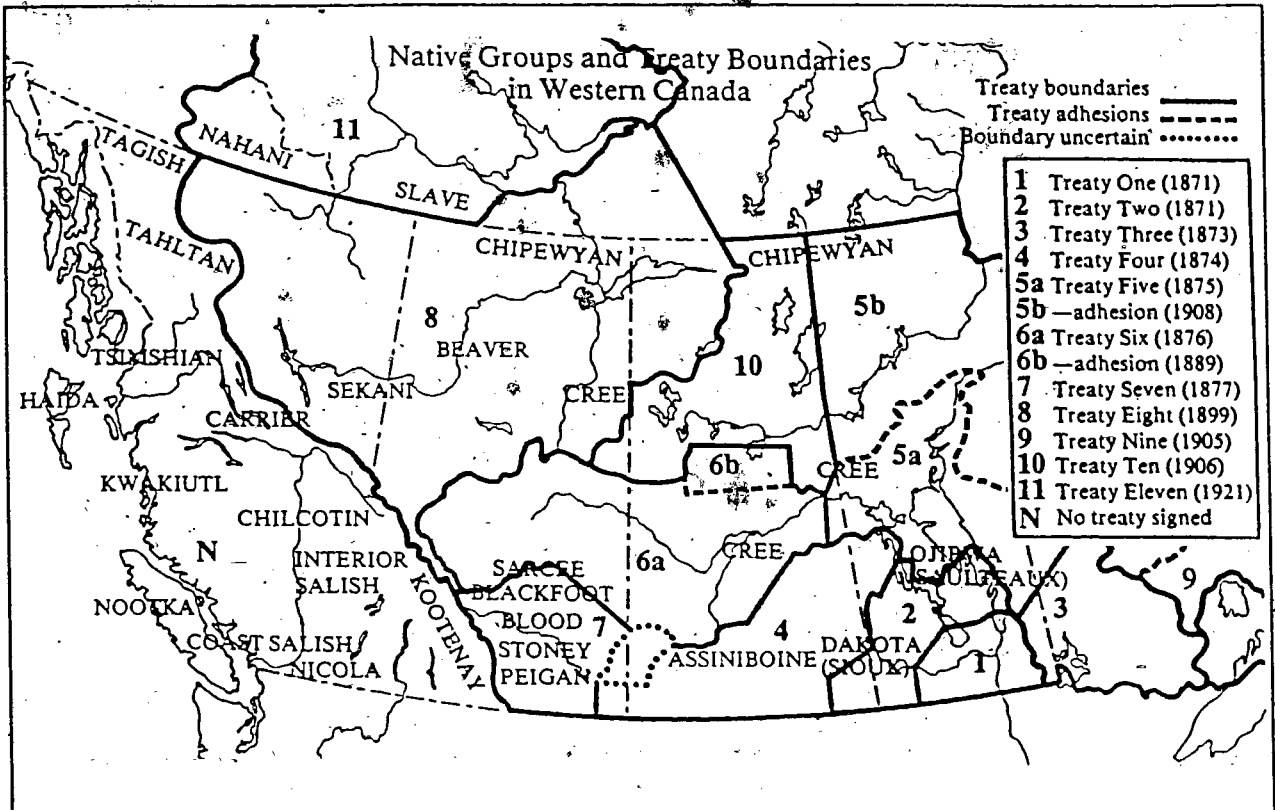 Native Groups and Treaty Boundaries
in Western Canada
Treaty boundaries
Treaty adhesions
Boundary uncertain
1 Treaty One (1871)
2 Treaty Two (1871)
3 Treaty Three (1873)
4 Treaty Four (1874)
5a Treaty Five (1875)
5b —adhesion (1908)
6a Treaty Six (1876)
6b —adhesion (1889)
7 Treaty Seven (1877)
8 Treaty Eight (1899)
9 Treaty Nine (1905)
10 Treaty Ten (1906)
11 Treaty Eleven (1921)
N No treaty signed
TAGISH
NAHANI
11
SLAVE
TAHLTAN
CHIPEWYAN
CHIPEWYAN
8
5b
BEAVER
10
TSIMSHIAN
SEKANI
CREE
HAIDA
CARRIER
6b
CREE
5a
KWAKIUTL
CHILCOTIN
N
INTERIOR
SALISH
SARCEE
6a
CREE
OJIBWA
(SAULTEAUX)
9
NOOTKA
KOOTENAY
BLACKFOOT
BLOOD
7
4
2
3
COAST SALISH
NICOLA
STONEY
PEIGAN
ASSINIBOINE
DAKOTA
(SIOUX)
1